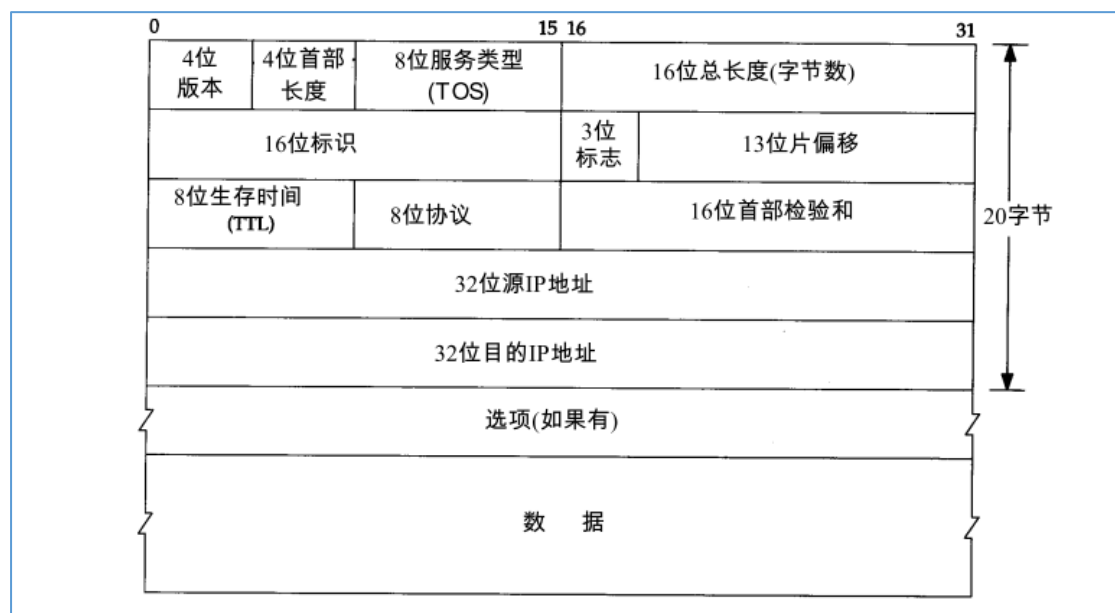 0 15 16 31
4位
版本
4位首部
长度
8位服务类型
(TOS)
16位总长度(字节数)
16位标识
3位
标志
13位片偏移
8位生存时间
(TTL)
8位协议
16位首部检验和
20字节
32位源IP地址
32位目的IP地址
选项(如果有)
数 据